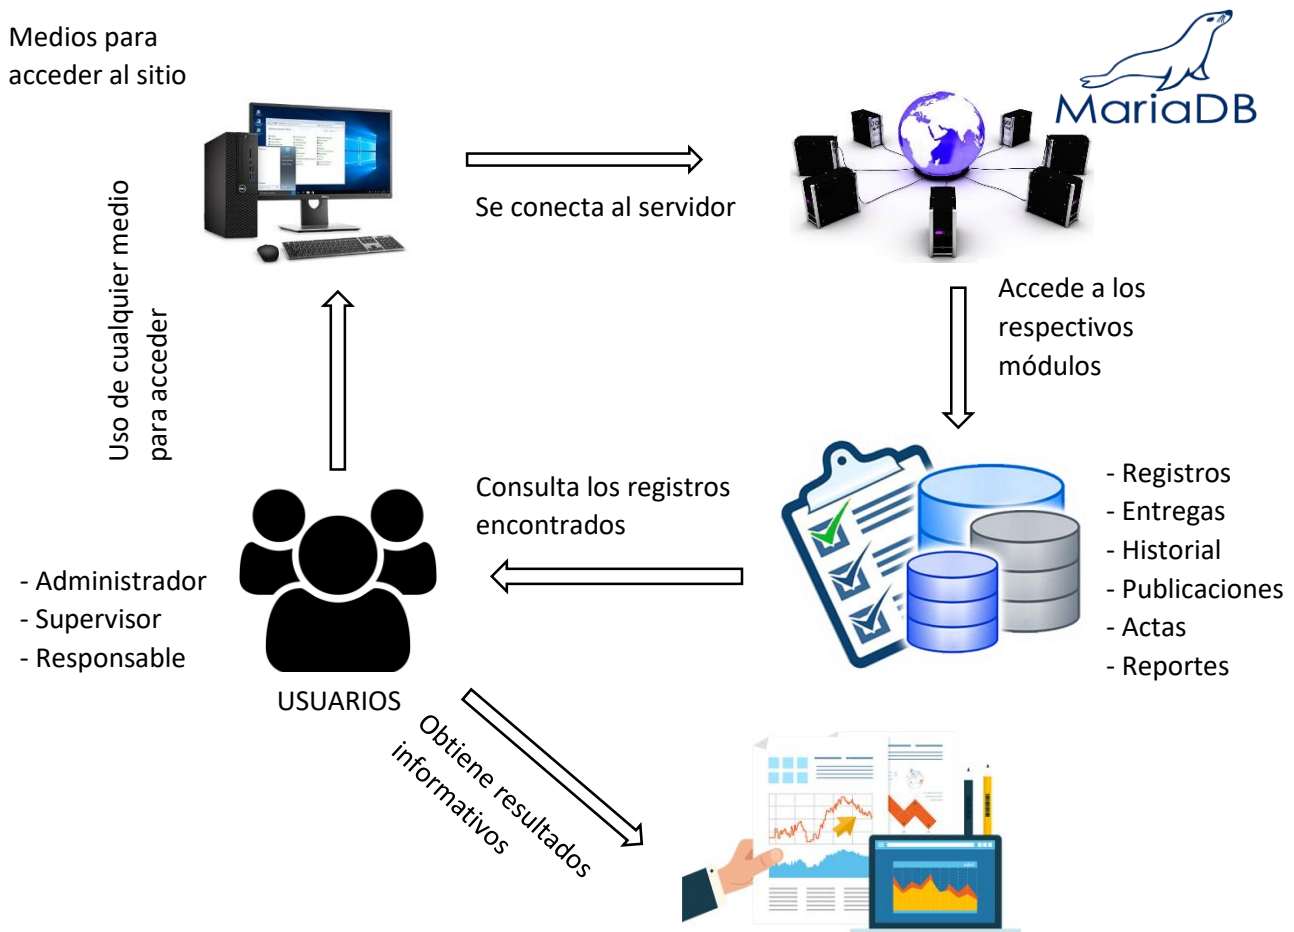 Medios para
acceder al sitio
MariaDB
Se conecta al servidor
Uso de cualquier medio
para acceder
Accede a los
respectivos
módulos
Consulta los registros
encontrados
- Registros
- Entregas
- Historial
- Publicaciones
- Actas
- Reportes
- Administrador
- Supervisor
- Responsable
USUARIOS
Obtiene resultados
informativos